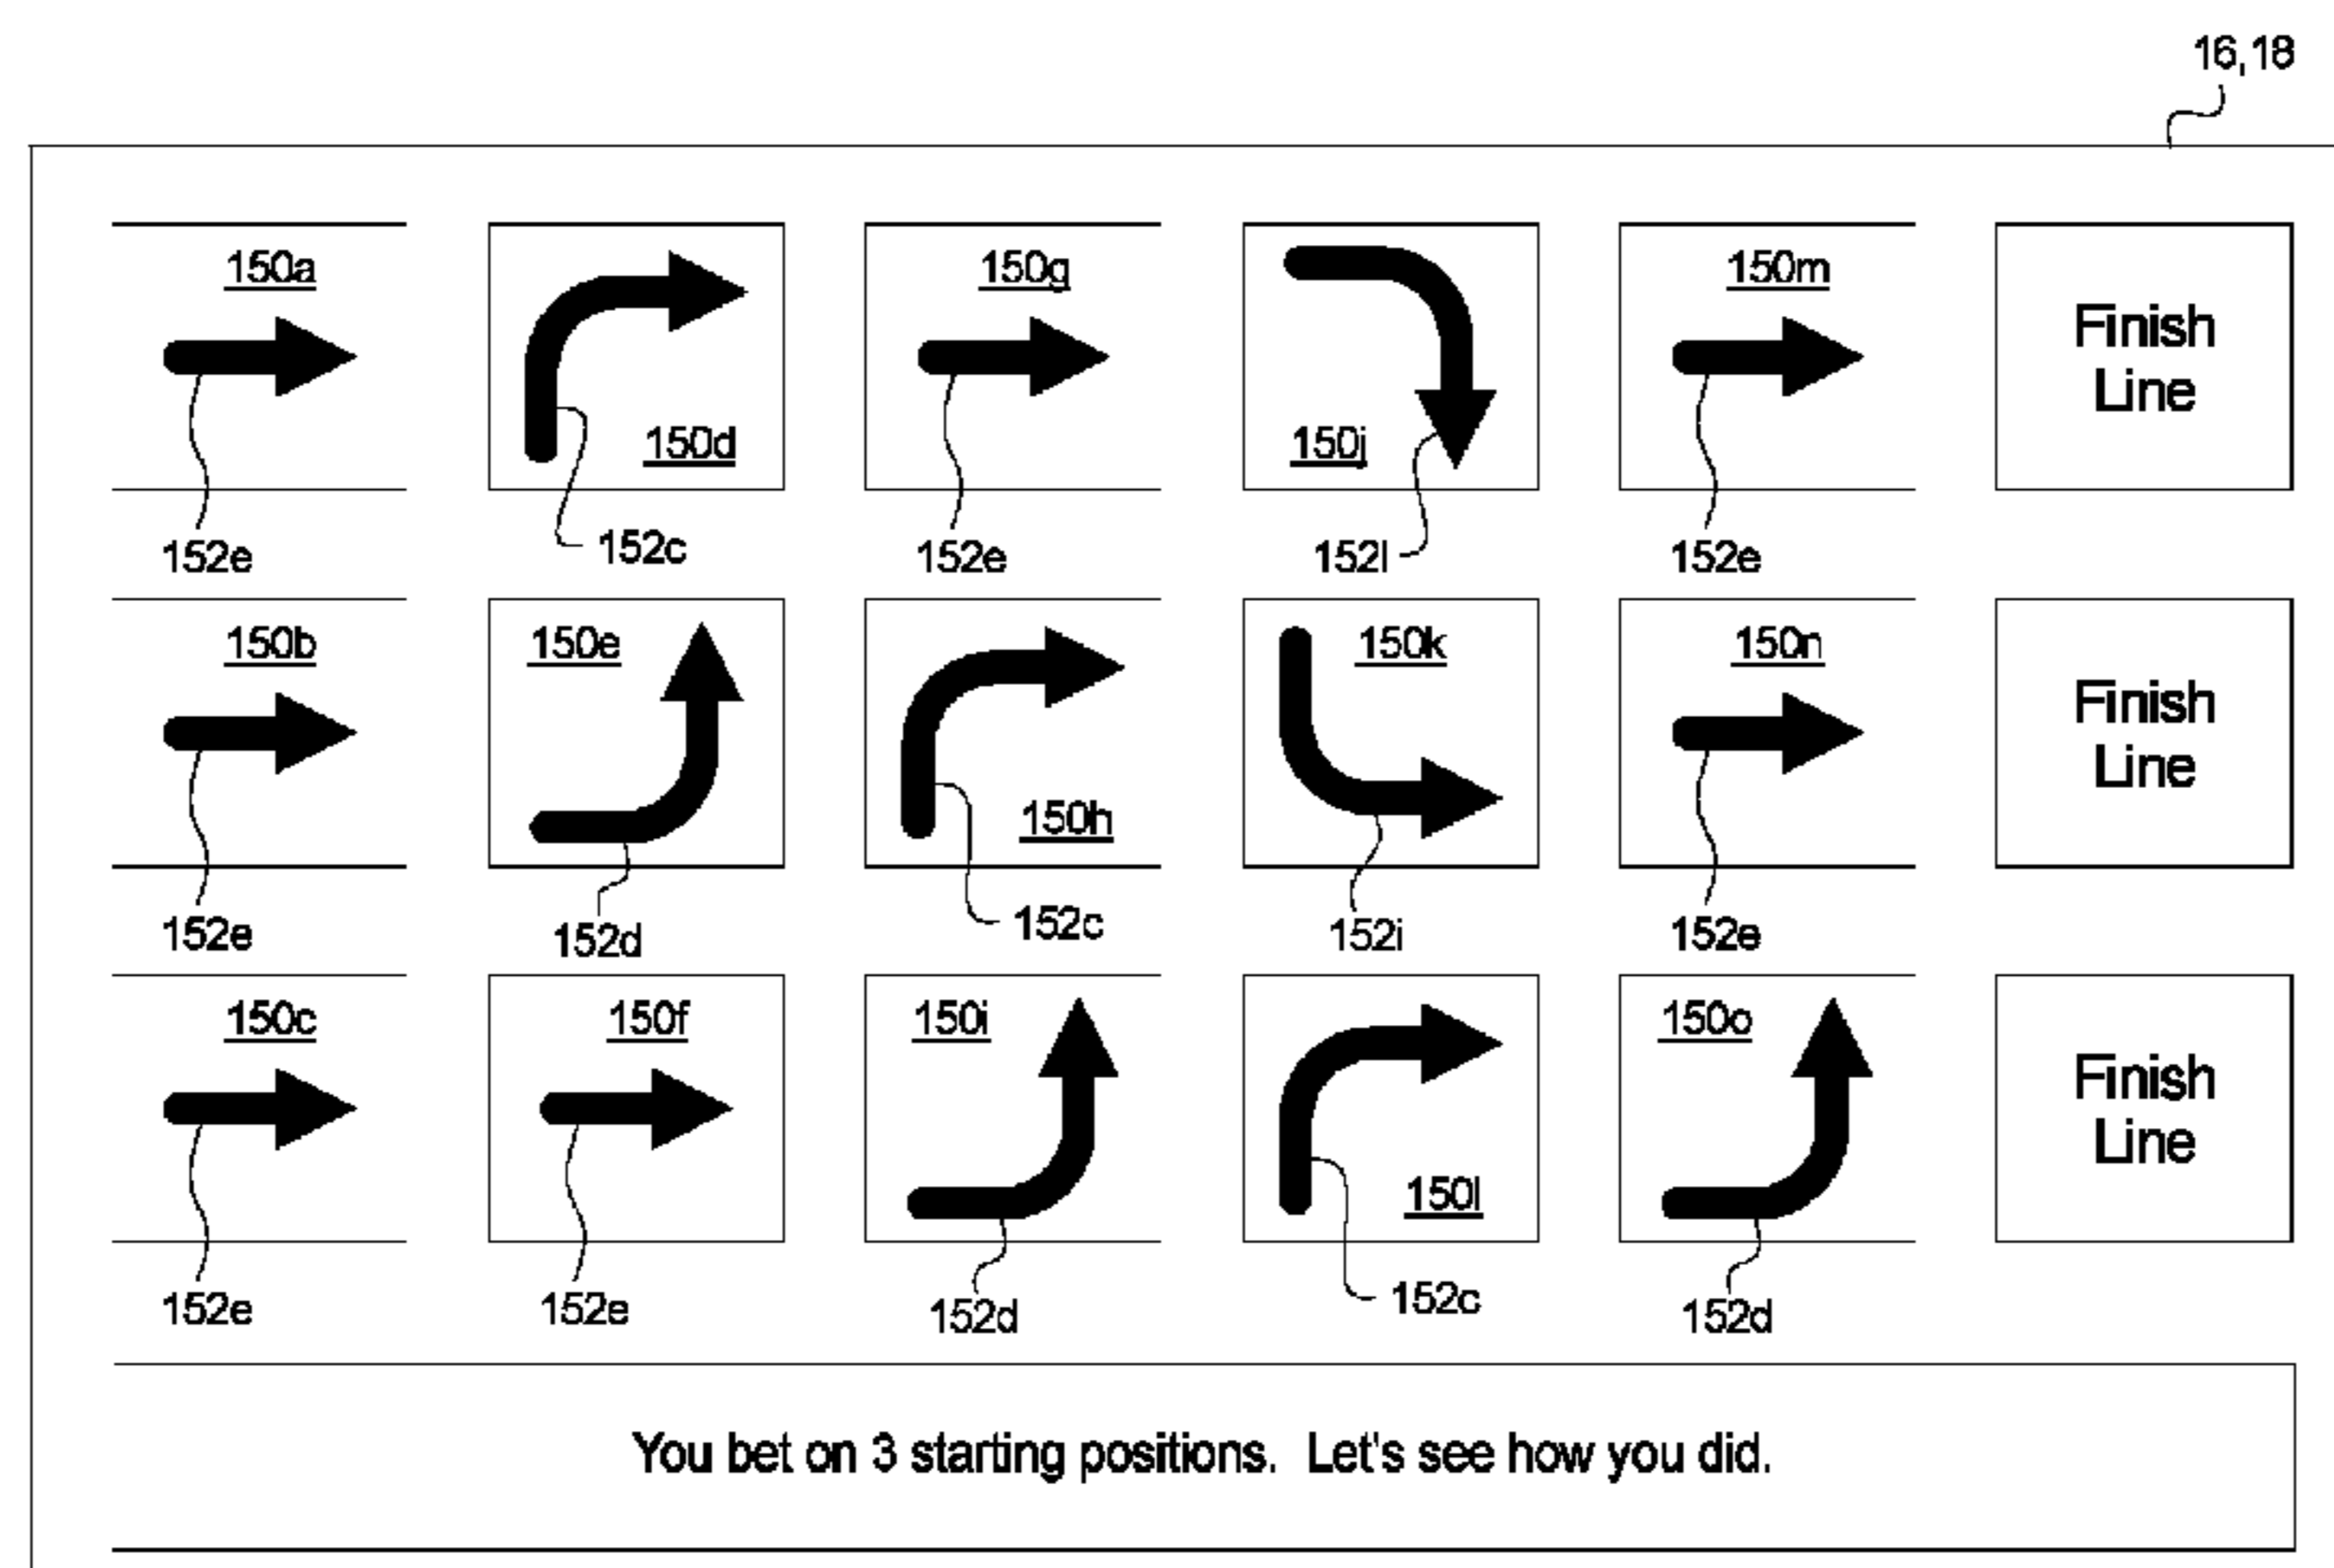 16,18
150a
150g
150m
Finish
Line
150d
150j
152e
152c
152e
152l
152e
150b
150e
150k
150n
Finish
Line
150h
152e
152d
152c
152i
152e
150c
150f
150i
150o
Finish
Line
150l
152e
152e
152d
152c
152d
You bet on 3 starting positions. Let's see how you did.